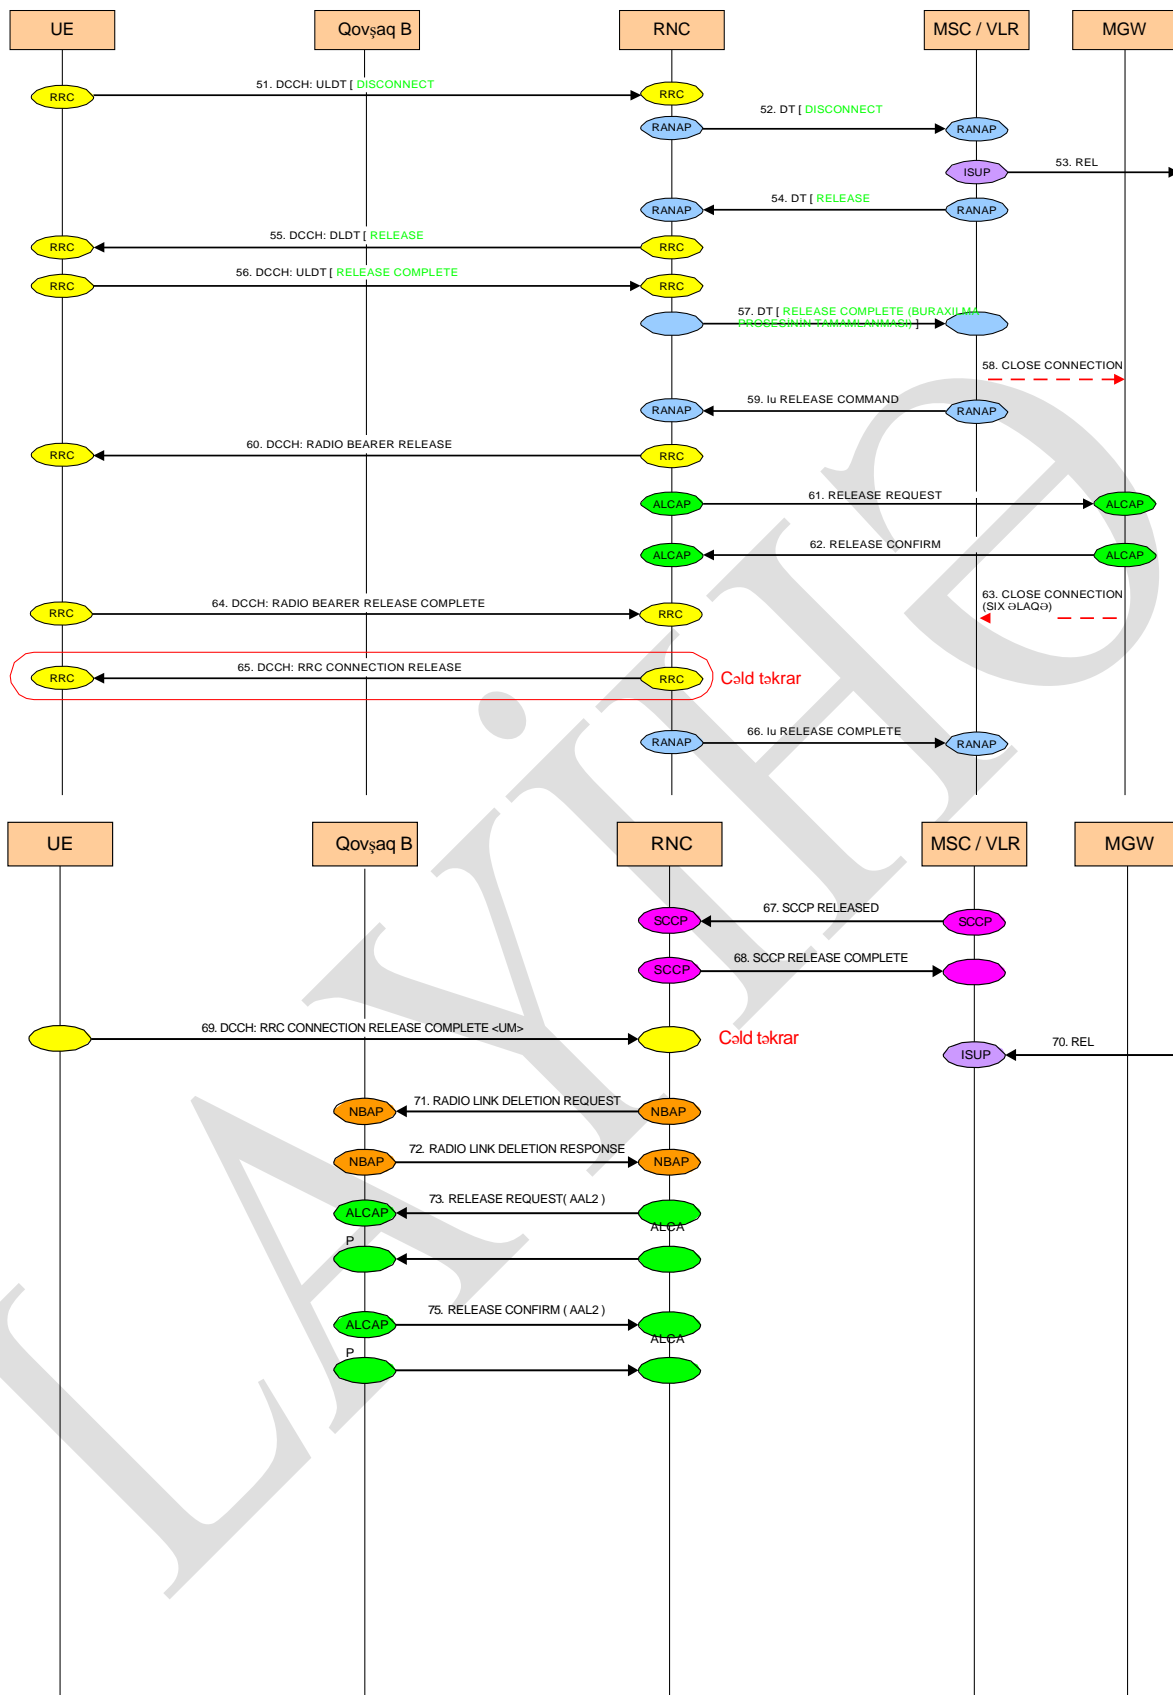 UE
Qovşaq B
RNC
MSC / VLR
MGW
51. DCCH: ULDT [ DISCONNECT
RRC
RRC
52. DT [ DISCONNECT
RANAP
RANAP
53. REL
ISUP
54. DT [ RELEASE
RANAP
RANAP
55. DCCH: DLDT [ RELEASE
RRC
RRC
56. DCCH: ULDT [ RELEASE COMPLETE
RRC
RRC
57. DT [ RELEASE COMPLETE (BURAXILMA
PROSESİNİN TAMAMLANMASI) ]
58. CLOSE CONNECTION
59. Iu RELEASE COMMAND
RANAP
RANAP
60. DCCH: RADIO BEARER RELEASE
RRC
RRC
61. RELEASE REQUEST
ALCAP
ALCAP
62. RELEASE CONFIRM
ALCAP
ALCAP
63. CLOSE CONNECTION
(SIX ƏLAQƏ)
64. DCCH: RADIO BEARER RELEASE COMPLETE
RRC
RRC
65. DCCH: RRC CONNECTION RELEASE
RRC
RRC
Cəld təkrar
66. Iu RELEASE COMPLETE
RANAP
RANAP
UE
Qovşaq B
RNC
MSC / VLR
MGW
67. SCCP RELEASED
SCCP
SCCP
68. SCCP RELEASE COMPLETE
SCCP
69. DCCH: RRC CONNECTION RELEASE COMPLETE <UM>
Cəld təkrar
70. REL
ISUP
71. RADIO LINK DELETION REQUEST
NBAP
NBAP
72. RADIO LINK DELETION RESPONSE
NBAP
NBAP
73. RELEASE REQUEST( AAL2 )
ALCAP
ALCA
P
75. RELEASE CONFIRM ( AAL2 )
ALCAP
ALCA
P
LAYİHƏ